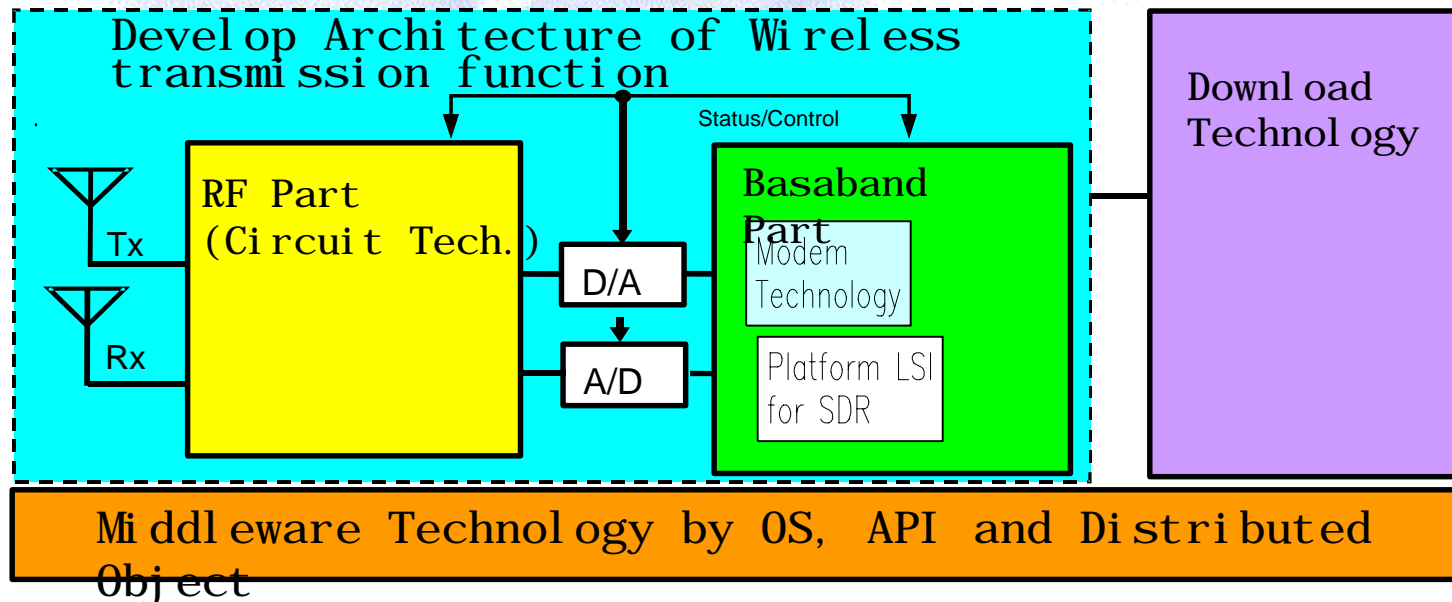 Develop Architecture of Wireless
transmission function
Status/Control
Download
Technology
RF Part
(Circuit Tech.)
Tx
Rx
D/A
A/D
Basaband
Part
Modem
Technology
Platform LSI
for SDR
Middleware Technology by OS, API and Distributed
Object